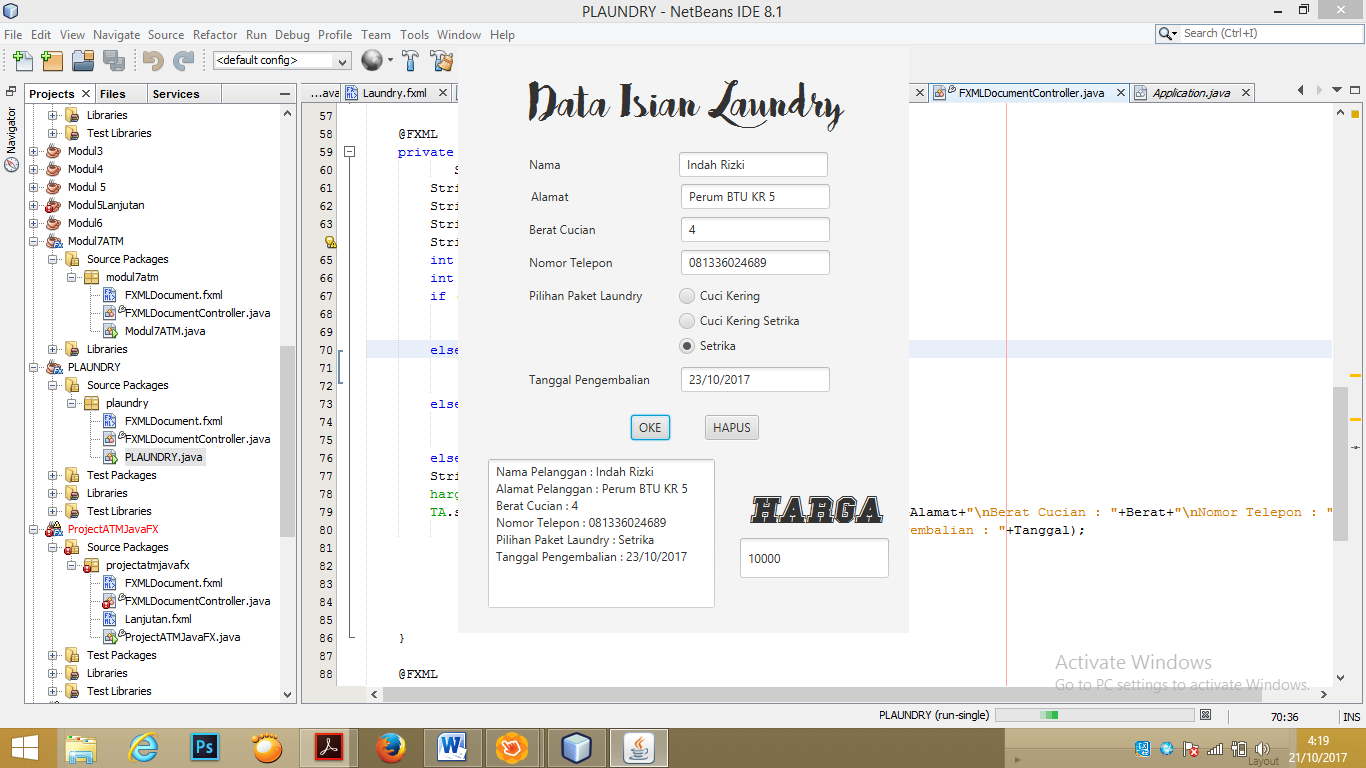 PLAUNDRY - NetBeans IDE 8.1
File Edit View Navigate Source Refactor Run Debug Profile Team Tools Window Help
Search (Ctrl+I)
<default config>
Projects Files Services
...ava Laundry.fxml FXMLDocumentController.java Application.java
Navigator
Libraries
Test Libraries
Modul3
Modul4
Modul 5
Modul5Lanjutan
Modul6
Modul7ATM
Source Packages
modul7atm
FXMLDocument.fxml
FXMLDocumentController.java
Modul7ATM.java
Libraries
PLAUNDRY
Source Packages
plaundry
FXMLDocument.fxml
FXMLDocumentController.java
PLAUNDRY.java
Test Packages
Libraries
Test Libraries
ProjectATMJavaFX
Source Packages
projectatmjavafx
FXMLDocument.fxml
FXMLDocumentController.java
Lanjutan.fxml
ProjectATMJavaFX.java
Test Packages
Libraries
Test Libraries
57
58 @FXML
59 private
60 S
61 Stri
62 Stri
63 Stri
Stri
65 int
66 int
67 if
68
69
70 else
71
72
73 else
74
75
76 else
77 Stri
78 harg
79 TA.s Alamat+"\nBerat Cucian : "+Berat+"\nNomor Telepon : "
80 embalian : "+Tanggal);
81
82
83
84
85
86 }
87
88 @FXML
Data Isian Laundry
Nama Indah Rizki
Alamat Perum BTU KR 5
Berat Cucian 4
Nomor Telepon 081336024689
Pilihan Paket Laundry Cuci Kering
Cuci Kering Setrika
Setrika
Tanggal Pengembalian 23/10/2017
OKE HAPUS
Nama Pelanggan : Indah Rizki
Alamat Pelanggan : Perum BTU KR 5
Berat Cucian : 4
Nomor Telepon : 081336024689
Pilihan Paket Laundry : Setrika
Tanggal Pengembalian : 23/10/2017
HARGA
10000
Activate Windows
Go to PC settings to activate Windows.
PLAUNDRY (run-single) 70:36 INS
Ps
4:19
Layout 21/10/2017